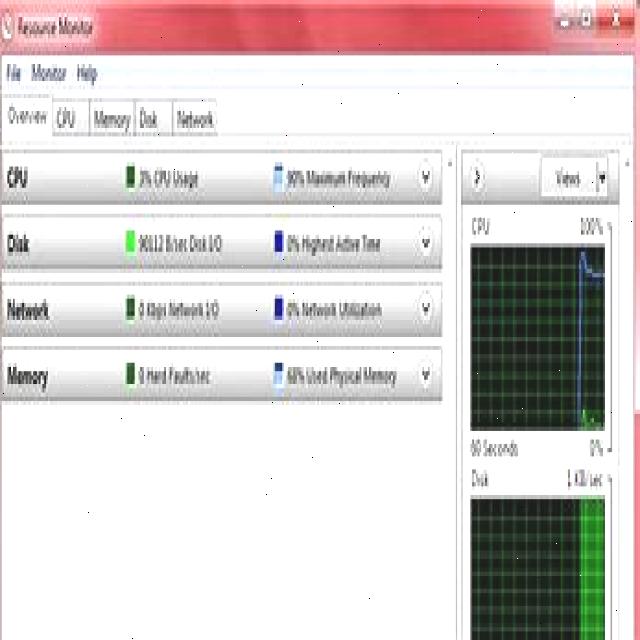 Resource Monitor
File Monitor Help
Overview CPU Memory Disk Network
CPU 3% CPU Usage 90% Maximum Frequency
Disk 90112 B/sec Disk I/O 0% Highest Active Time
Network 0 Kbps Network I/O 0% Network Utilization
Memory 0 Hard Faults/sec 68% Used Physical Memory
Views
CPU 100%
60 Seconds 0%
Disk 1 KB/sec